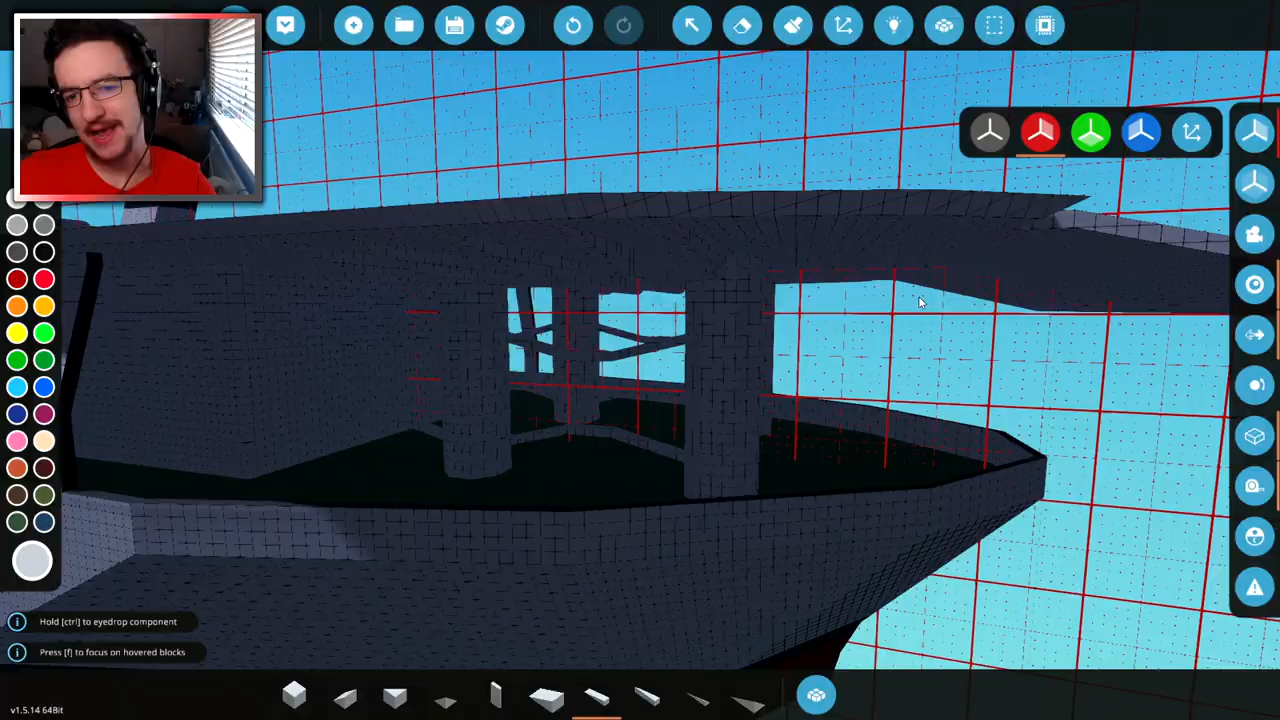 Hold [ctrl] to eyedrop component
Press [f] to focus on hovered blocks
v1.5.14 64Bit